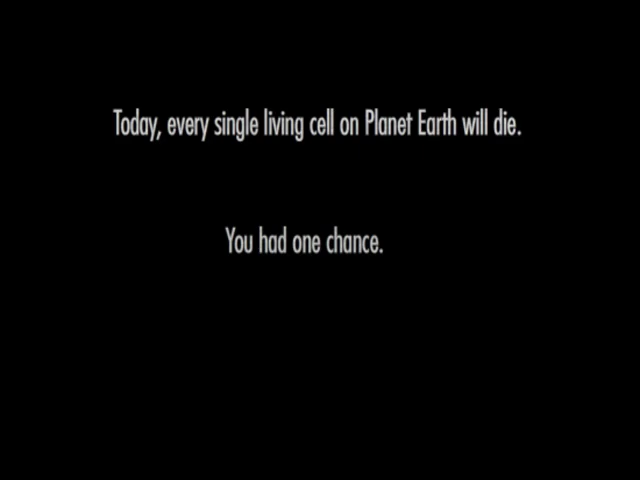 Today, every single living cell on Planet Earth will die.
You had one chance.